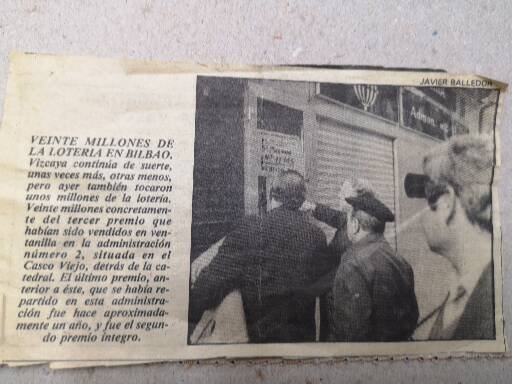 JAVIER BALLEDOR
VEINTE MILLONES DE
LA LOTERIA EN BILBAO.
Vizcaya continúa de suerte,
unas veces más, otras menos,
pero ayer también tocaron
unos millones de la lotería.
Veinte millones concretamen-
te del tercer premio que
habían sido vendidos en ven-
tanilla en la administración
número 2, situada en el
Casco Viejo, detrás de la ca-
tedral. El último premio, an-
terior a éste, que se había
repartido en esta administra-
ción fue hace aproximada-
mente un año, y fue el segun-
do premio íntegro.